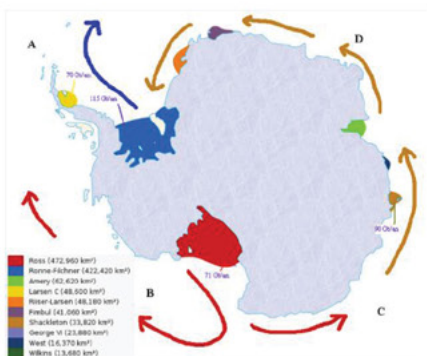 A
D
70 Gt/an
115 Gt/an
90 Gt/an
71 Gt/an
B
C
Ross (472,960 km²)
Ronne-Filchner (422,420 km²)
Amery (62,620 km²)
Larsen C (48,600 km²)
Riiser-Larsen (48,180 km²)
Fimbul (41,060 km²)
Shackleton (33,820 km²)
George VI (23,880 km²)
West (16,370 km²)
Wilkins (13,680 km²)